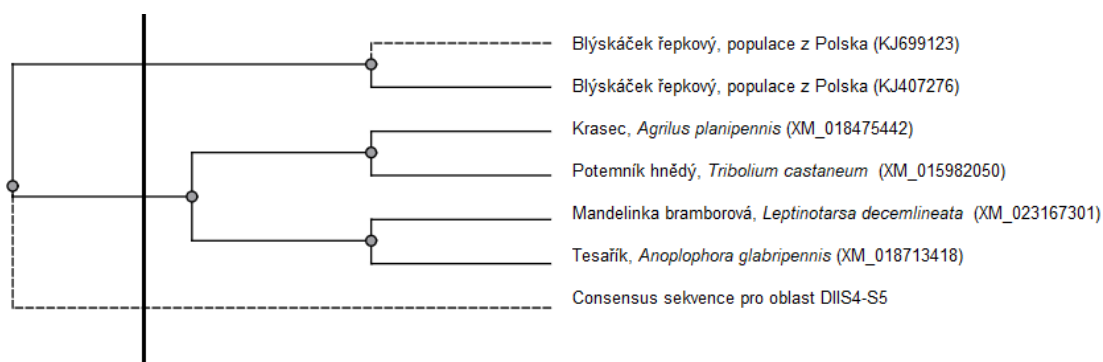 Blýskáček řepkový, populace z Polska (KJ699123)
Blýskáček řepkový, populace z Polska (KJ407276)
Krasec, Agrilus planipennis (XM_018475442)
Potemník hnědý, Tribolium castaneum (XM_015982050)
Mandelinka bramborová, Leptinotarsa decemlineata (XM_023167301)
Tesařík, Anoplophora glabripennis (XM_018713418)
Consensus sekvence pro oblast DIIS4-S5